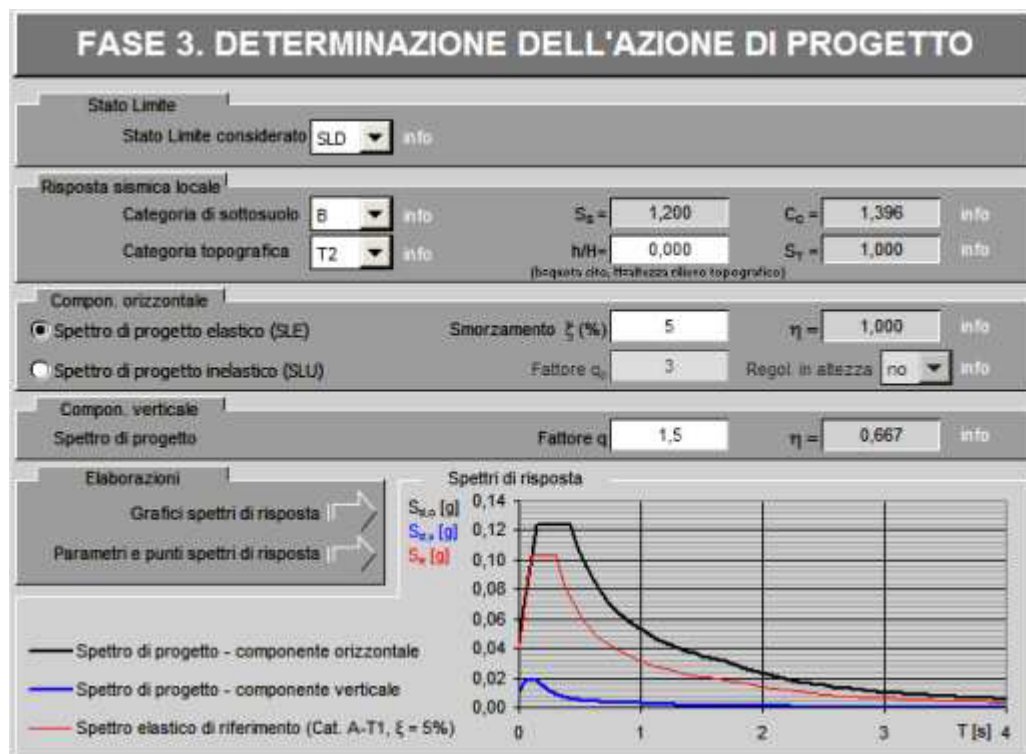 FASE 3. DETERMINAZIONE DELL'AZIONE DI PROGETTO
Stato Limite
Stato Limite considerato SLD info
Risposta sismica locale
Categoria di sottosuolo B info S_S = 1,200 C_C = 1,396 info
Categoria topografica T2 info h/H= 0,000 S_T = 1,000 info
(h=quota sito, H=altezza rilievo topografico)
Compon. orizzontale
Spettro di progetto elastico (SLE) Smorzamento ξ (%) 5 η = 1,000 info
Spettro di progetto inelastico (SLU) Fattore q_o 3 Regol. in altezza no info
Compon. verticale
Spettro di progetto Fattore q 1,5 η = 0,667 info
Elaborazioni
Grafici spettri di risposta
Parametri e punti spettri di risposta
Spettri di risposta
S_d,o [g]
S_d,v [g]
S_e [g]
0,14
0,12
0,10
0,08
0,06
0,04
0,02
0,00
0 1 2 3 T [s] 4
Spettro di progetto - componente orizzontale
Spettro di progetto - componente verticale
Spettro elastico di riferimento (Cat. A-T1, ξ = 5%)